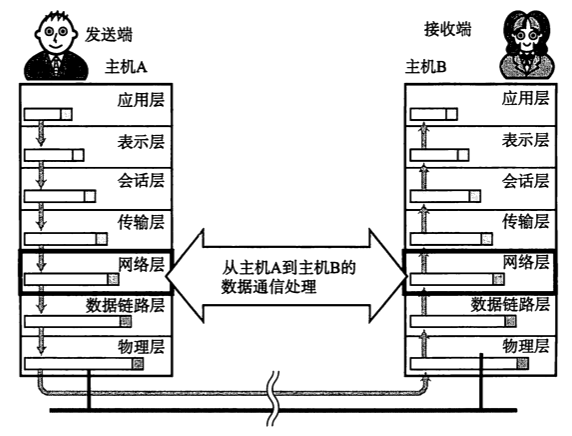 发送端
接收端
主机A
主机B
应用层
应用层
表示层
表示层
会话层
会话层
传输层
传输层
网络层
网络层
从主机A到主机B的
数据通信处理
数据链路层
数据链路层
物理层
物理层